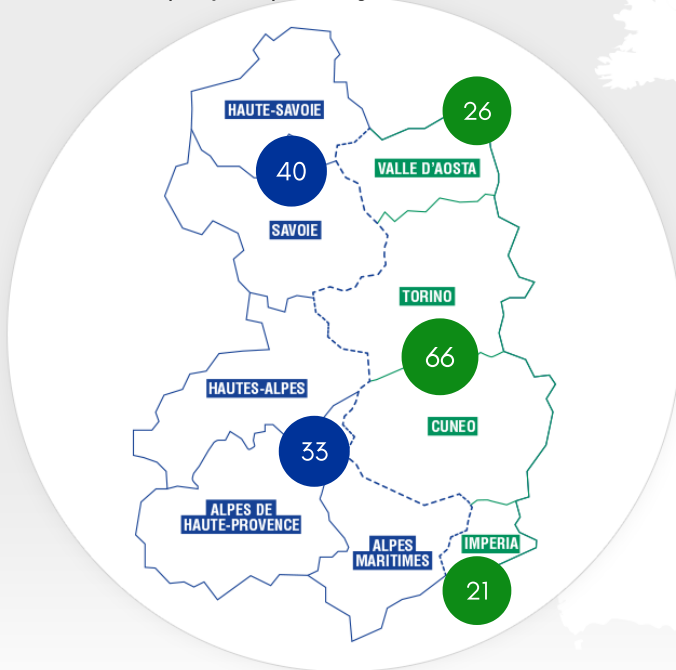 HAUTE-SAVOIE
26
40
VALLE D'AOSTA
SAVOIE
TORINO
66
HAUTES-ALPES
CUNEO
33
ALPES DE
HAUTE-PROVENCE
ALPES
MARITIMES
IMPERIA
21